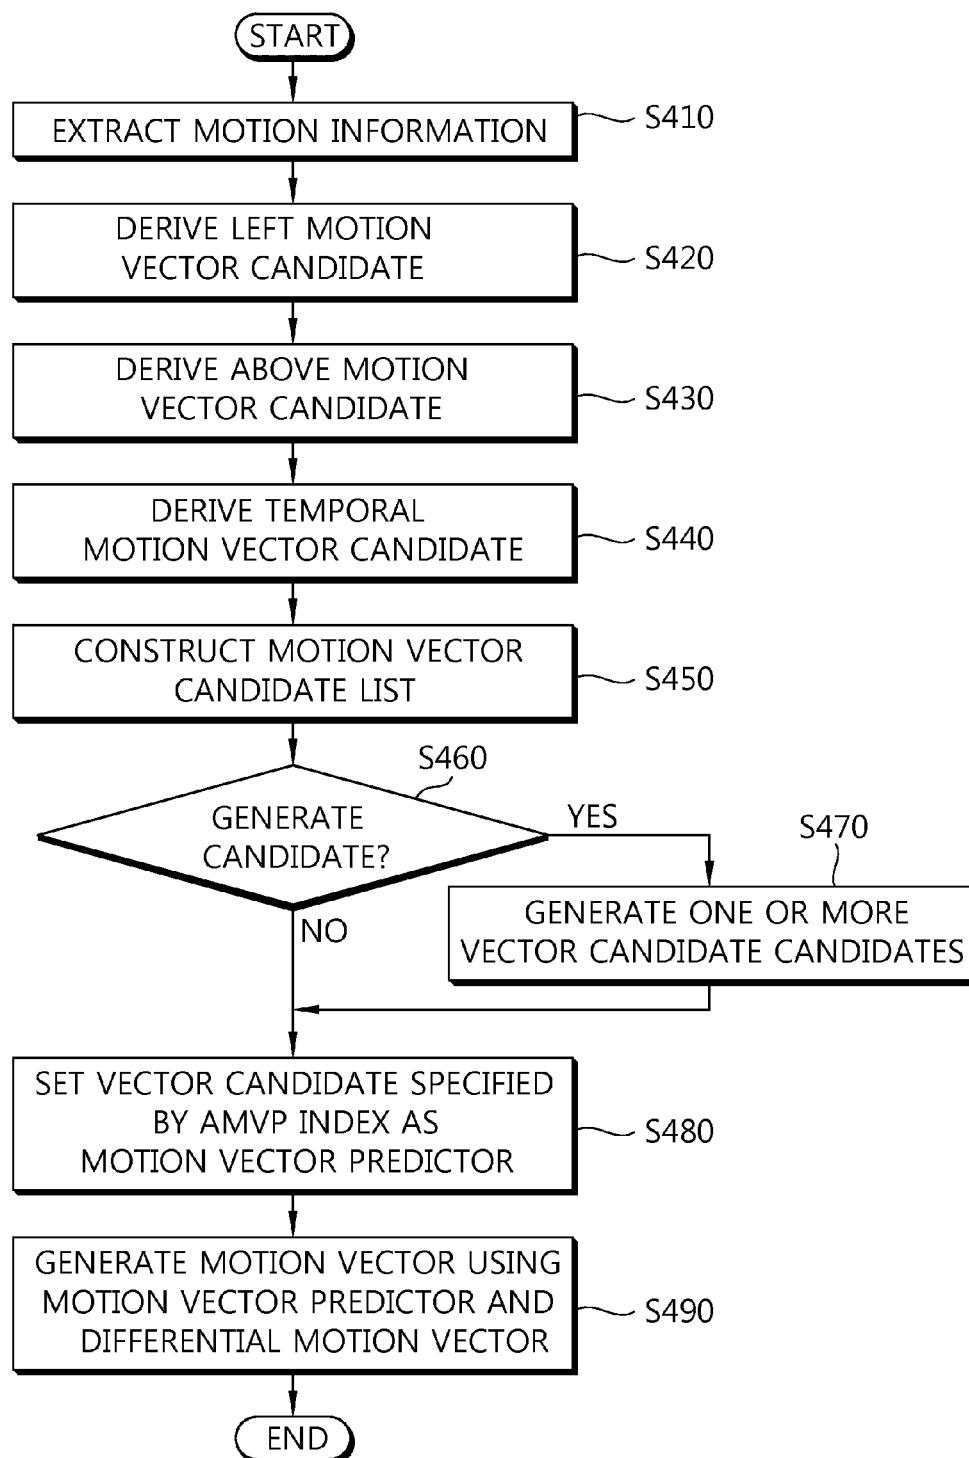 START
EXTRACT MOTION INFORMATION
S410
DERIVE LEFT MOTION
VECTOR CANDIDATE
S420
DERIVE ABOVE MOTION
VECTOR CANDIDATE
S430
DERIVE TEMPORAL
MOTION VECTOR CANDIDATE
S440
CONSTRUCT MOTION VECTOR
CANDIDATE LIST
S450
S460
GENERATE
CANDIDATE?
YES
NO
S470
GENERATE ONE OR MORE
VECTOR CANDIDATE CANDIDATES
SET VECTOR CANDIDATE SPECIFIED
BY AMVP INDEX AS
MOTION VECTOR PREDICTOR
S480
GENERATE MOTION VECTOR USING
MOTION VECTOR PREDICTOR AND
DIFFERENTIAL MOTION VECTOR
S490
END